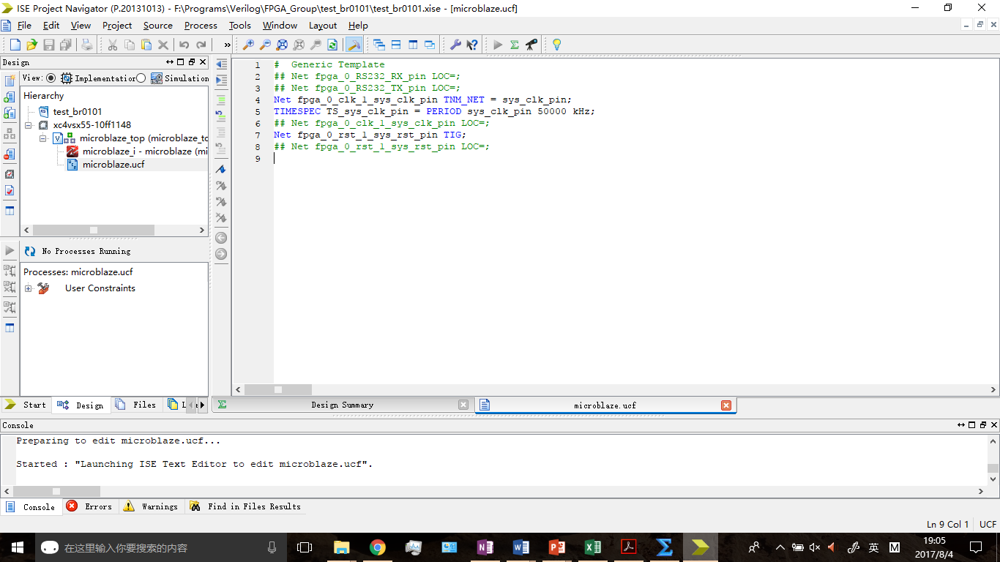 ISE Project Navigator (P.20131013) - F:\Programs\Verilog\FPGA_Group\test_br0101\test_br0101.xise - [microblaze.ucf]
File Edit View Project Source Process Tools Window Layout Help
Design
View: Implementation Simulation
Hierarchy
test_br0101
xc4vsx55-10ff1148
microblaze_top (microblaze_to
microblaze_i - microblaze (mi
microblaze.ucf
No Processes Running
Processes: microblaze.ucf
User Constraints
Start Design Files L
1 # Generic Template
2 ## Net fpga_0_RS232_RX_pin LOC=;
3 ## Net fpga_0_RS232_TX_pin LOC=;
4 Net fpga_0_clk_1_sys_clk_pin TNM_NET = sys_clk_pin;
5 TIMESPEC TS_sys_clk_pin = PERIOD sys_clk_pin 50000 kHz;
6 ## Net fpga_0_clk_1_sys_clk_pin LOC=;
7 Net fpga_0_rst_1_sys_rst_pin TIG;
8 ## Net fpga_0_rst_1_sys_rst_pin LOC=;
9
Design Summary microblaze.ucf
Console
Preparing to edit microblaze.ucf...
Started : "Launching ISE Text Editor to edit microblaze.ucf".
Console Errors Warnings Find in Files Results
Ln 9 Col 1 UCF
在这里输入你要搜索的内容
英 M
19:05
2017/8/4